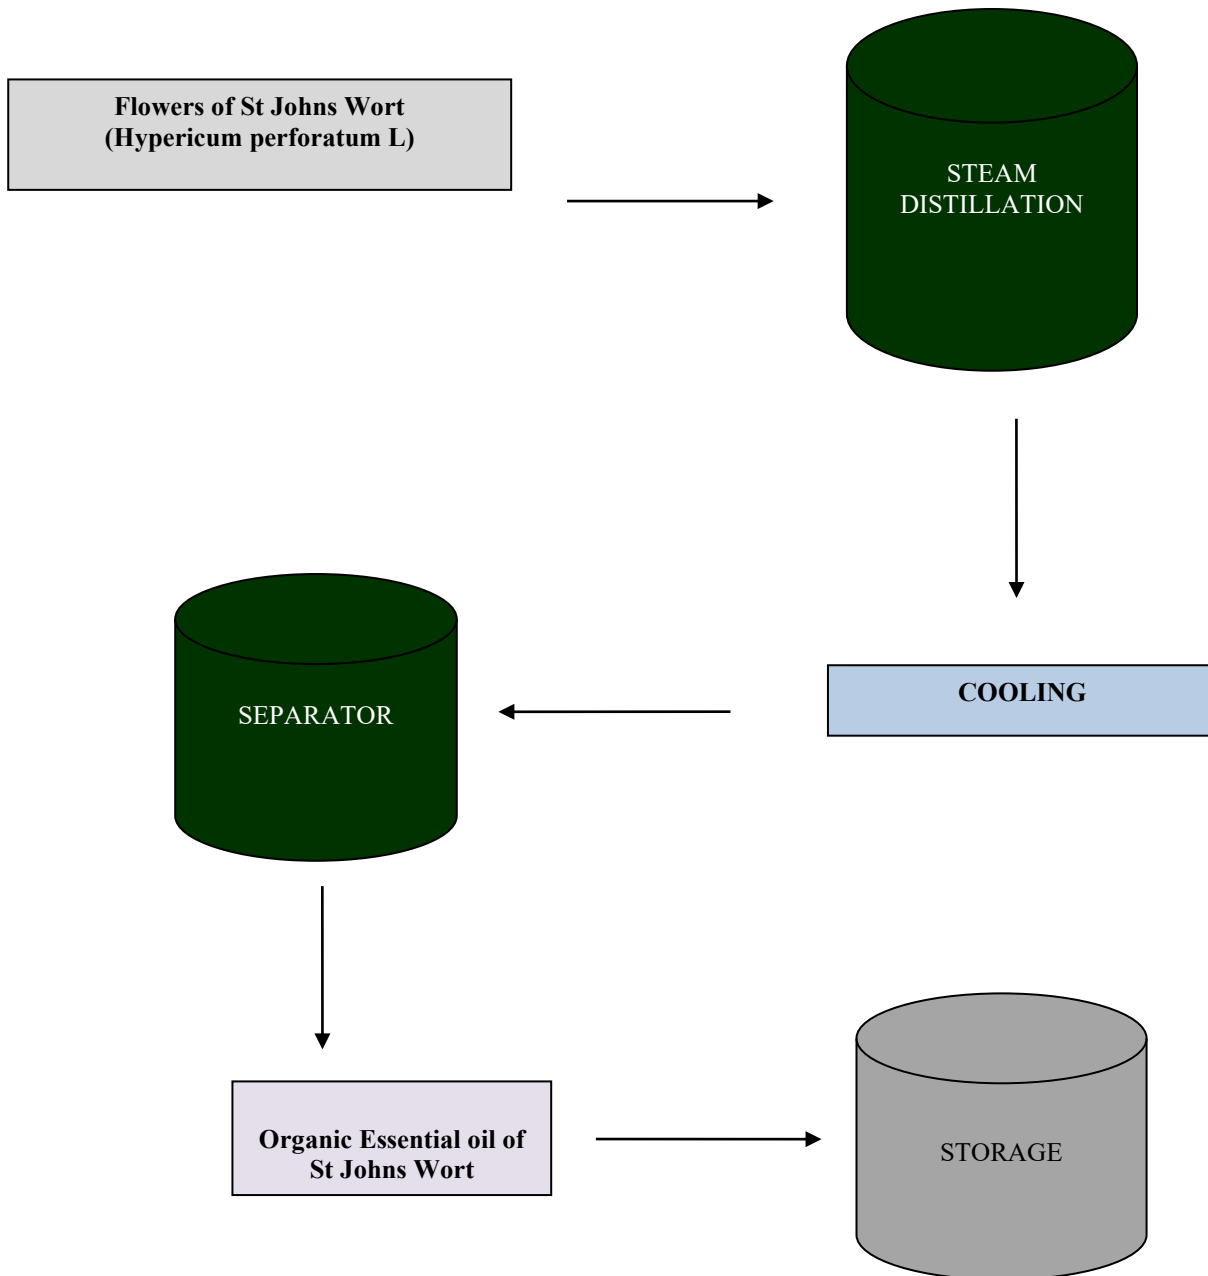 Flowers of St Johns Wort
(Hypericum perforatum L)
STEAM
DISTILLATION
COOLING
SEPARATOR
Organic Essential oil of
St Johns Wort
STORAGE